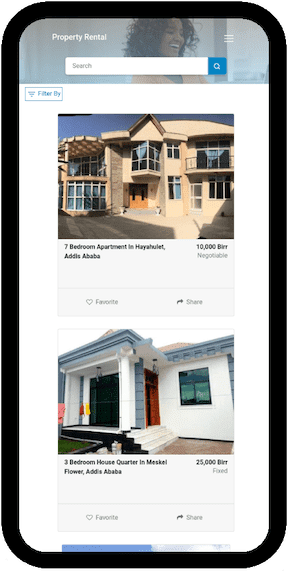 Property Rental
Search
Filter By
7 Bedroom Apartment In Hayahulet, 10,000 Birr
Addis Ababa Negotiable
Favorite Share
3 Bedroom House Quarter In Meskel 25,000 Birr
Flower, Addis Ababa Fixed
Favorite Share